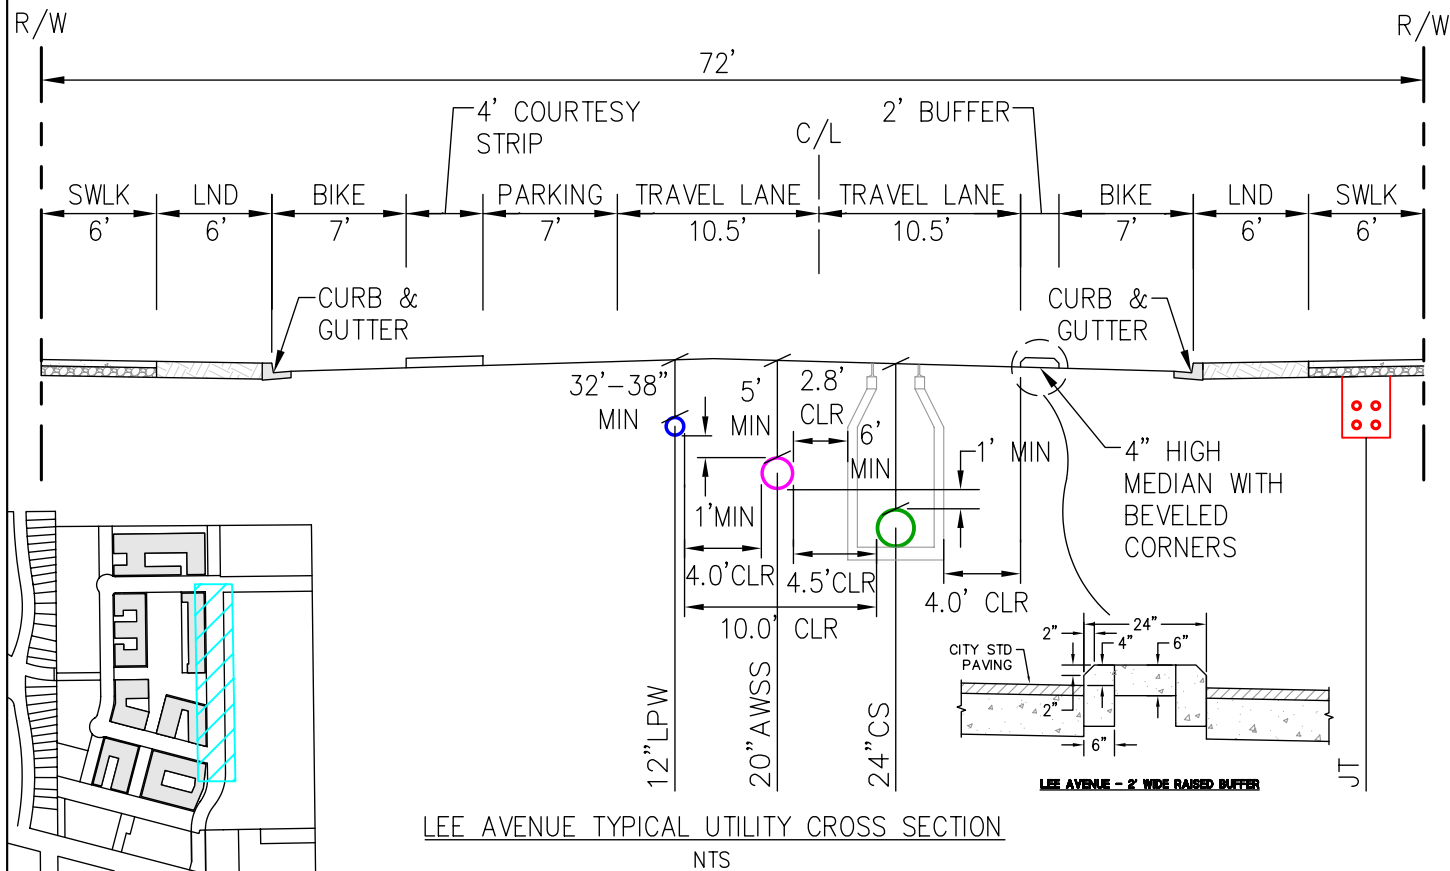 R/W
R/W
72'
4' COURTESY
STRIP
C/L
2' BUFFER
SWLK
LND
BIKE
PARKING
TRAVEL LANE
TRAVEL LANE
BIKE
LND
SWLK
6'
6'
7'
7'
10.5'
10.5'
7'
6'
6'
CURB &
GUTTER
CURB &
GUTTER
32'-38"
MIN
5'
MIN
2.8'
CLR
6'
MIN
1' MIN
4" HIGH
MEDIAN WITH
BEVELED
CORNERS
1'MIN
4.0'CLR
4.5'CLR
4.0' CLR
10.0' CLR
12"LPW
20"AWSS
24"CS
JT
CITY STD
PAVING
2"
24"
4"
6"
2"
6"
LEE AVENUE - 2' WIDE RAISED BUFFER
LEE AVENUE TYPICAL UTILITY CROSS SECTION
NTS